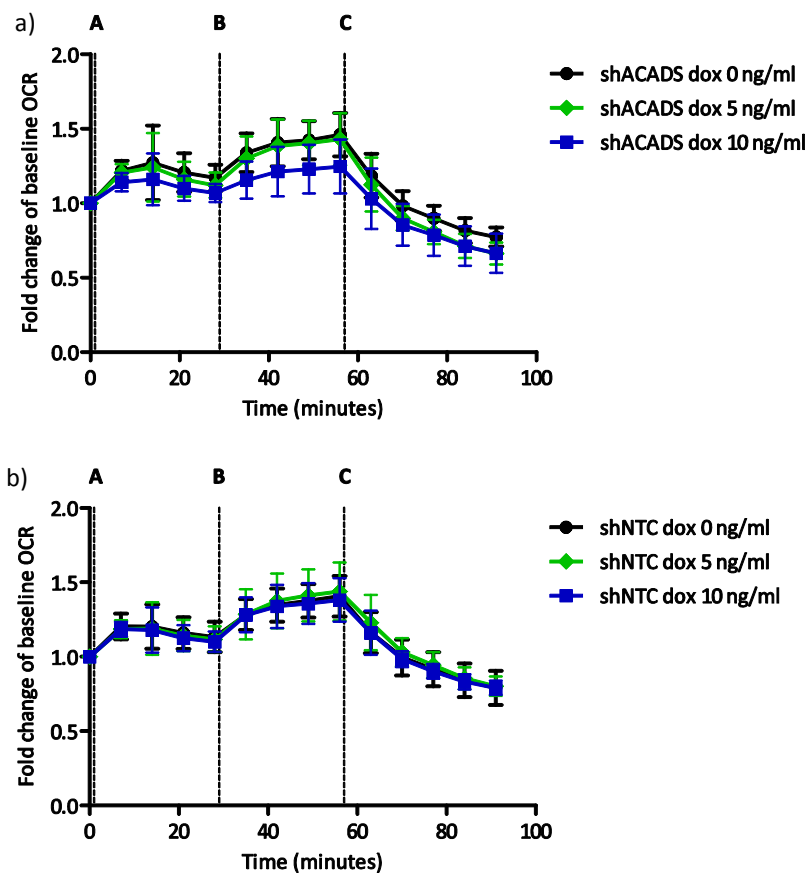 a)
A B C
2.0
1.5
1.0
0.5
0.0
0 20 40 60 80 100
Fold change of baseline OCR
Time (minutes)
shACADS dox 0 ng/ml
shACADS dox 5 ng/ml
shACADS dox 10 ng/ml
b)
A B C
2.0
1.5
1.0
0.5
0.0
0 20 40 60 80 100
Fold change of baseline OCR
Time (minutes)
shNTC dox 0 ng/ml
shNTC dox 5 ng/ml
shNTC dox 10 ng/ml